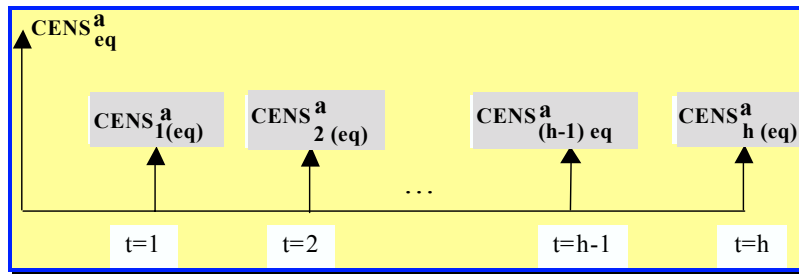 CENS^a_eq
CENS^a_1(eq) CENS^a_2 (eq) CENS^a_(h-1) eq CENS^a_h (eq)
...
t=1 t=2 t=h-1 t=h